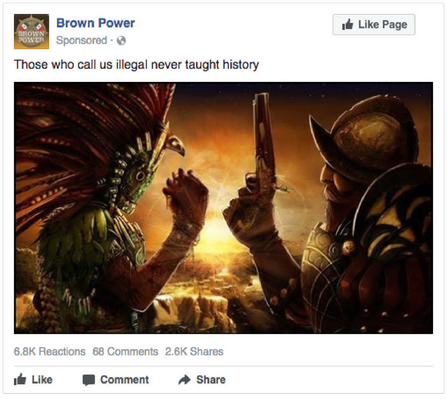 BROWN
POWER
Brown Power
Like Page
Sponsored ·
Those who call us illegal never taught history
6.8K Reactions 68 Comments 2.6K Shares
Like Comment Share